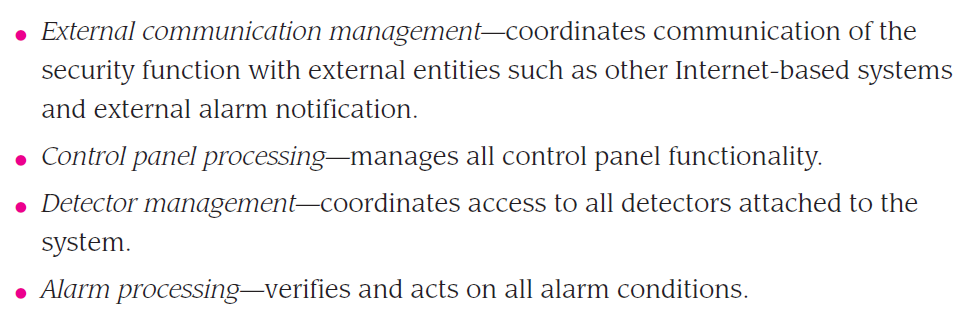 • External communication management—coordinates communication of the
security function with external entities such as other Internet-based systems
and external alarm notification.
• Control panel processing—manages all control panel functionality.
• Detector management—coordinates access to all detectors attached to the
system.
• Alarm processing—verifies and acts on all alarm conditions.